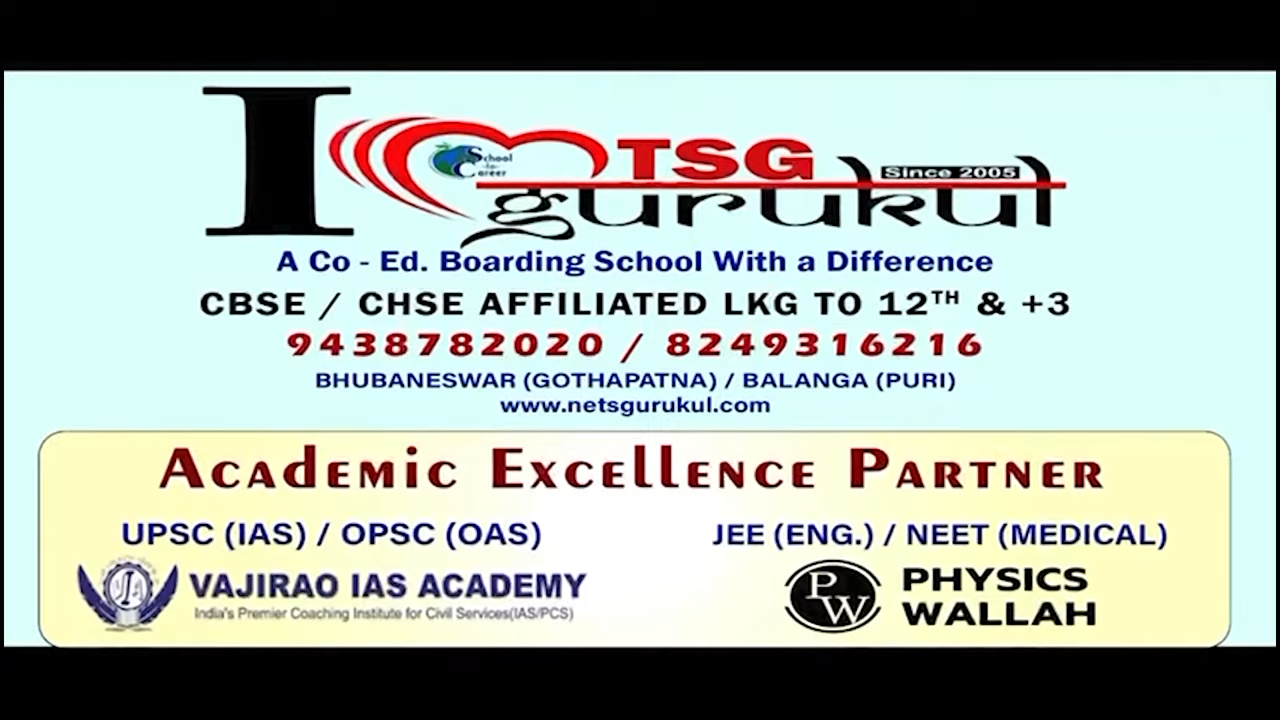 I TSG gurukul
Since 2005
School
-to-
Career
A Co - Ed. Boarding School With a Difference
CBSE / CHSE AFFILIATED LKG TO 12TH & +3
9438782020 / 8249316216
BHUBANESWAR (GOTHAPATNA) / BALANGA (PURI)
www.netsgurukul.com
Academic Excellence Partner
UPSC (IAS) / OPSC (OAS)
VAJIRAO IAS ACADEMY
India's Premier Coaching Institute for Civil Services(IAS/PCS)
JEE (ENG.) / NEET (MEDICAL)
PW
PHYSICS
WALLAH